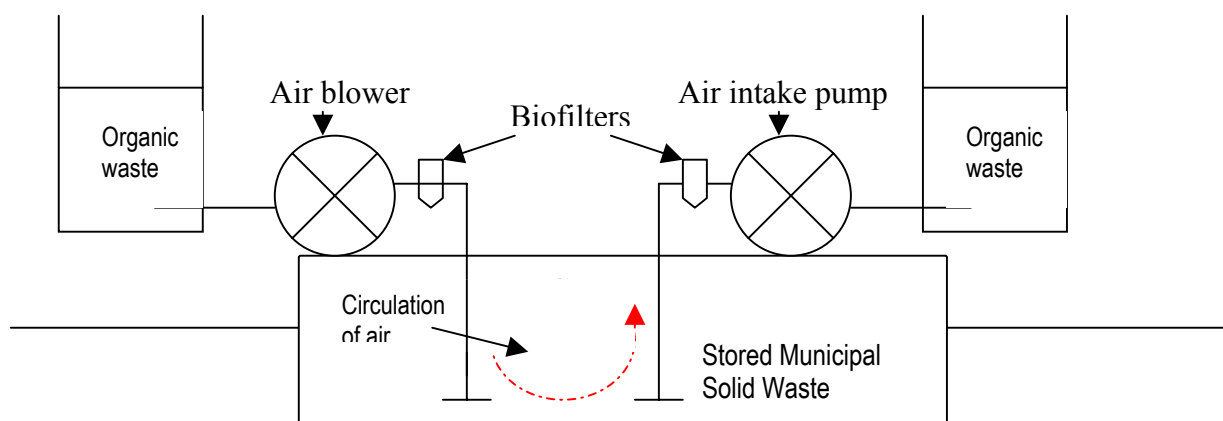 Air blower
Biofilters
Air intake pump
Organic
waste
Organic
waste
Circulation
of air
Stored Municipal
Solid Waste